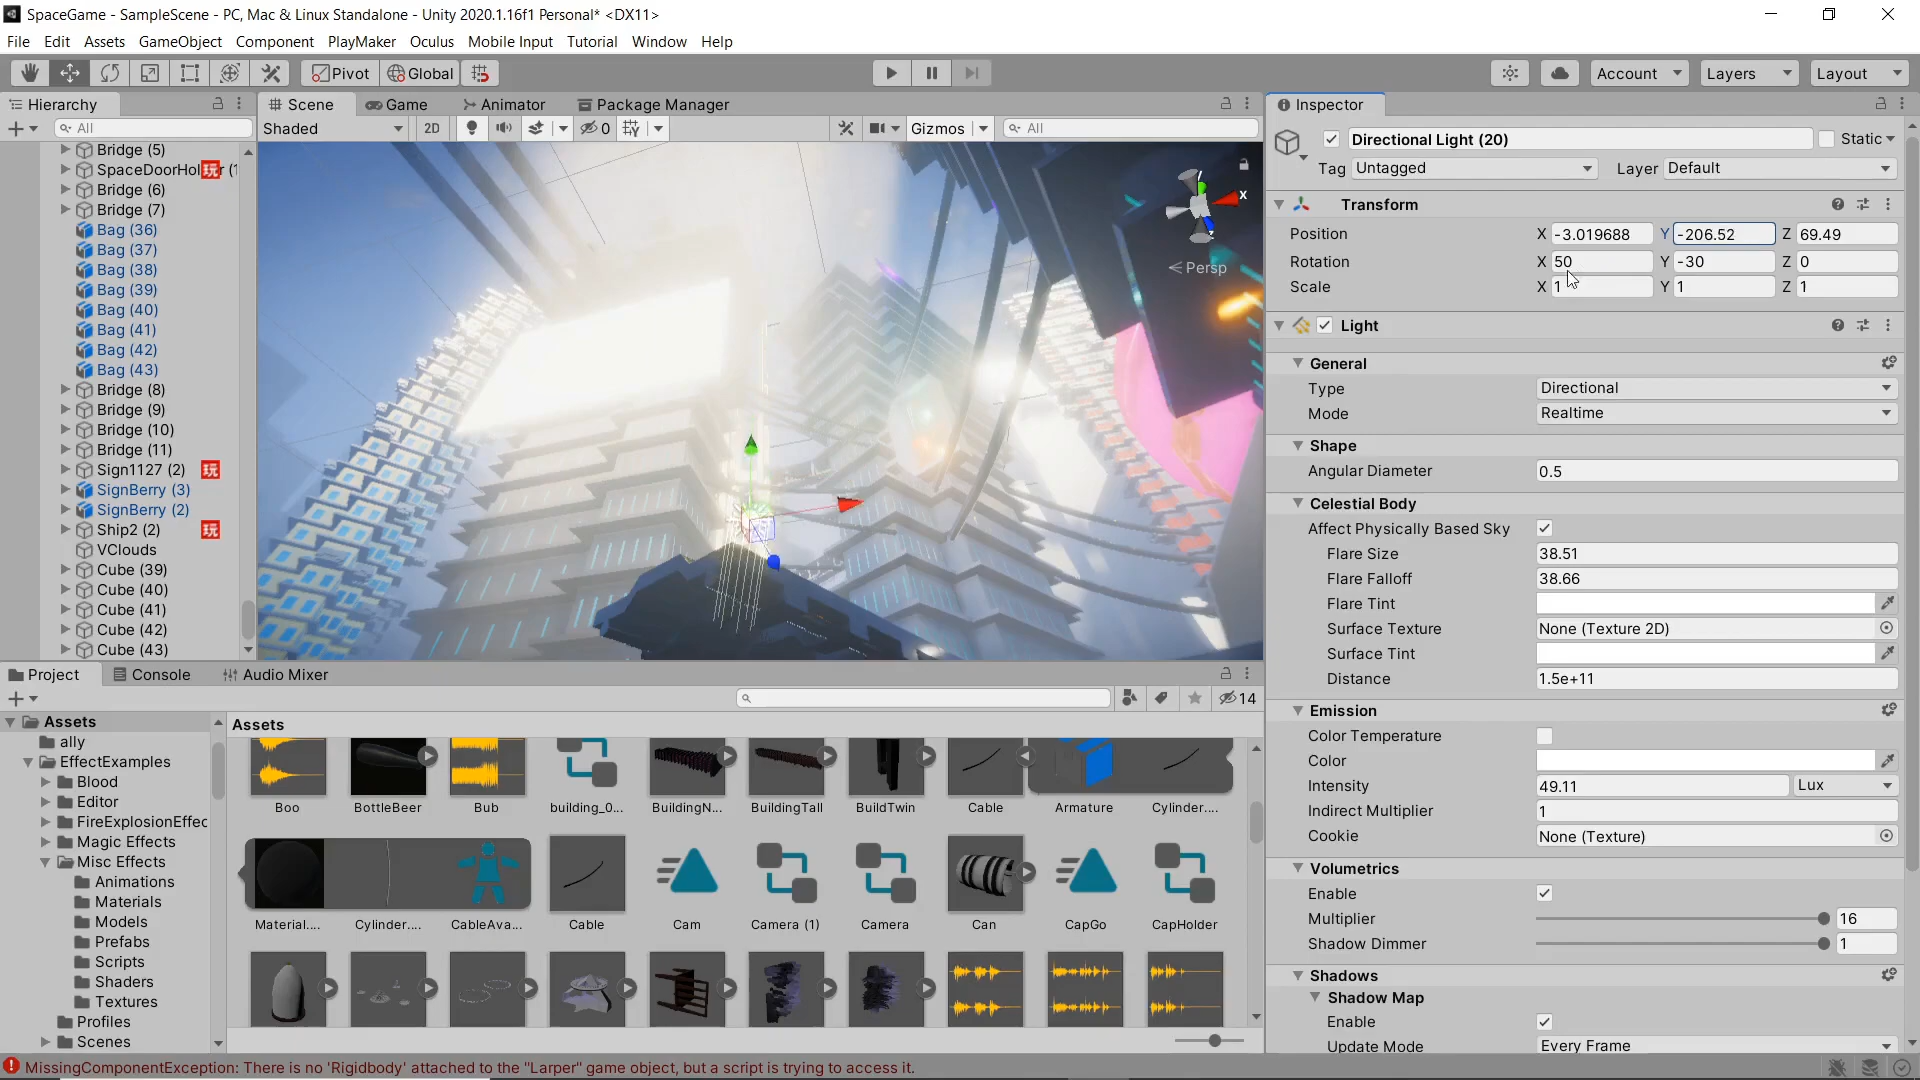 SpaceGame - SampleScene - PC, Mac & Linux Standalone - Unity 2020.1.16f1 Personal* <DX11>
File Edit Assets GameObject Component PlayMaker Oculus Mobile Input Tutorial Window Help
Pivot Global Account Layers Layout
Hierarchy Scene Game Animator Package Manager Inspector
All Shaded 2D 0 Gizmos All
Bridge (5)
SpaceDoorHol r (1 玩
Bridge (6)
Bridge (7)
Bag (36)
Bag (37)
Bag (38)
Bag (39)
Bag (40)
Bag (41)
Bag (42)
Bag (43)
Bridge (8)
Bridge (9)
Bridge (10)
Bridge (11)
Sign1127 (2) 玩
SignBerry (3)
SignBerry (2)
Ship2 (2) 玩
VClouds
Cube (39)
Cube (40)
Cube (41)
Cube (42)
Cube (43)
y x
Persp
Directional Light (20) Static
Tag Untagged Layer Default
Transform
Position X -3.019688 Y -206.52 Z 69.49
Rotation X 50 Y -30 Z 0
Scale X 1 Y 1 Z 1
Light
General
Type Directional
Mode Realtime
Shape
Angular Diameter 0.5
Celestial Body
Affect Physically Based Sky
Flare Size 38.51
Flare Falloff 38.66
Flare Tint
Surface Texture None (Texture 2D)
Surface Tint
Distance 1.5e+11
Emission
Color Temperature
Color
Intensity 49.11 Lux
Indirect Multiplier 1
Cookie None (Texture)
Volumetrics
Enable
Multiplier 16
Shadow Dimmer 1
Shadows
Shadow Map
Enable
Update Mode Every Frame
Project Console Audio Mixer
14
Assets
ally
EffectExamples
Blood
Editor
FireExplosionEffec
Magic Effects
Misc Effects
Animations
Materials
Models
Prefabs
Scripts
Shaders
Textures
Profiles
Scenes
Assets
Boo BottleBeer Bub building_0... BuildingN... BuildingTall BuildTwin Cable Armature Cylinder....
Material.... Cylinder.... CableAva... Cable Cam Camera (1) Camera Can CapGo CapHolder
MissingComponentException: There is no 'Rigidbody' attached to the "Larper" game object, but a script is trying to access it.